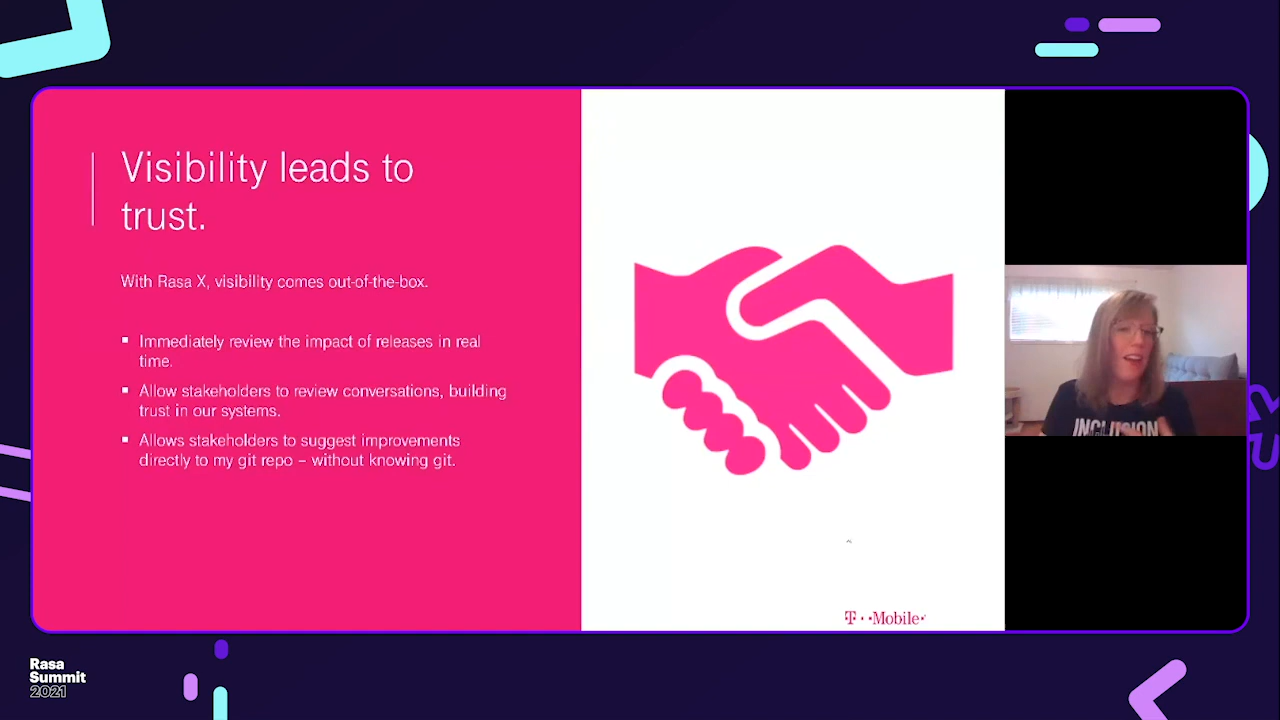 Visibility leads to
trust.
With Rasa X, visibility comes out-of-the-box.
▪ Immediately review the impact of releases in real
time.
▪ Allow stakeholders to review conversations, building
trust in our systems.
▪ Allows stakeholders to suggest improvements
directly to my git repo – without knowing git.
INCLUSION
T··Mobile·
Rasa
Summit
2021